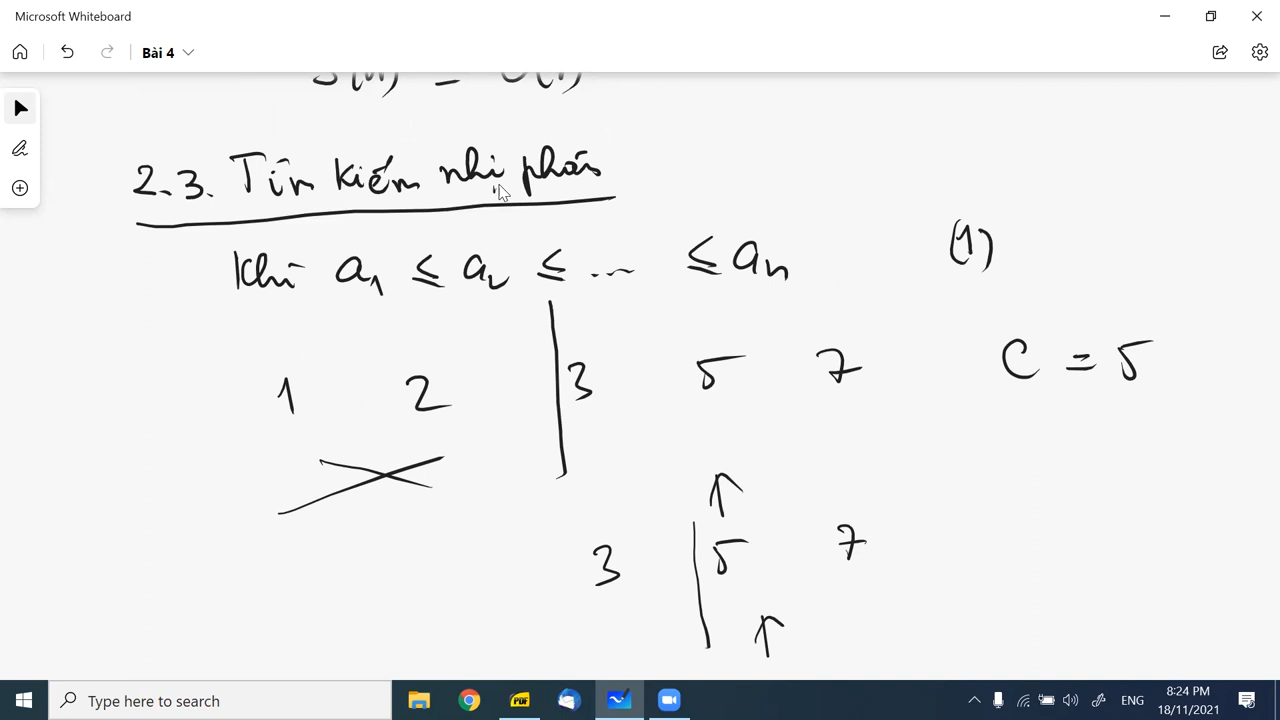 Microsoft Whiteboard
Bài 4
2.3. Tìm kiếm nhị phân
Khi a1 ≤ a2 ≤ ... ≤ an (1)
1 2 3 5 7 C = 5
3 5 7
Type here to search
ENG
8:24 PM
18/11/2021